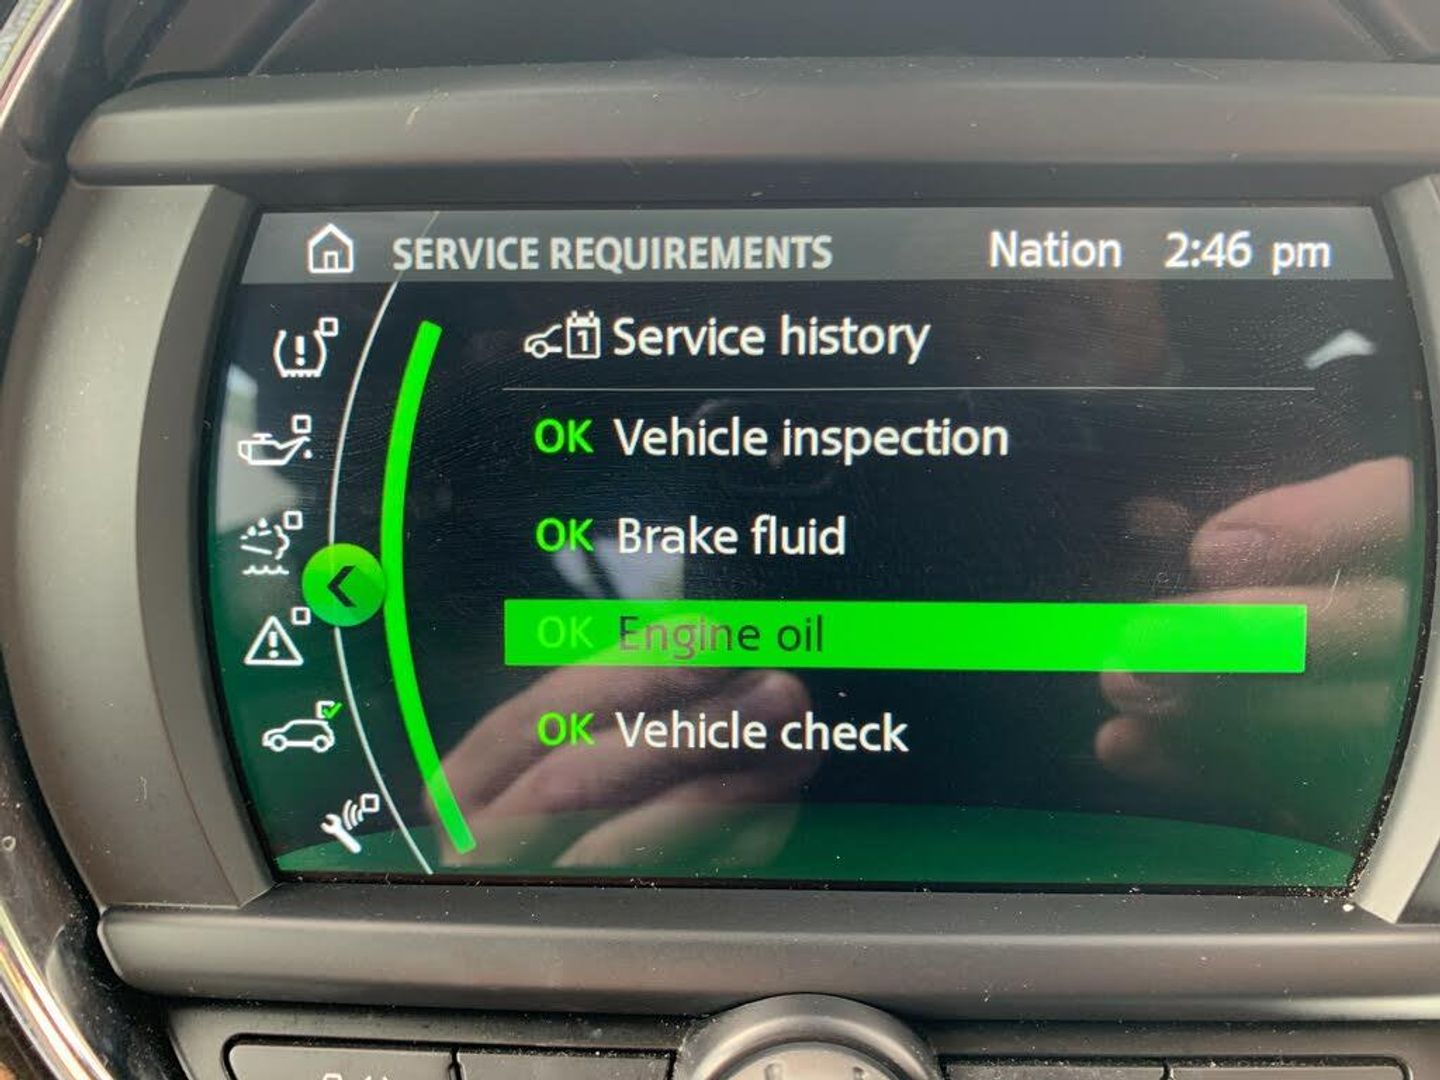 SERVICE REQUIREMENTS Nation 2:46 pm
1 Service history
OK Vehicle inspection
OK Brake fluid
OK Engine oil
OK Vehicle check